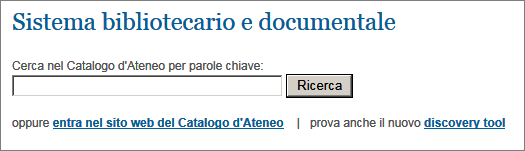 Sistema bibliotecario e documentale
Cerca nel Catalogo d'Ateneo per parole chiave:
Ricerca
oppure entra nel sito web del Catalogo d'Ateneo | prova anche il nuovo discovery tool